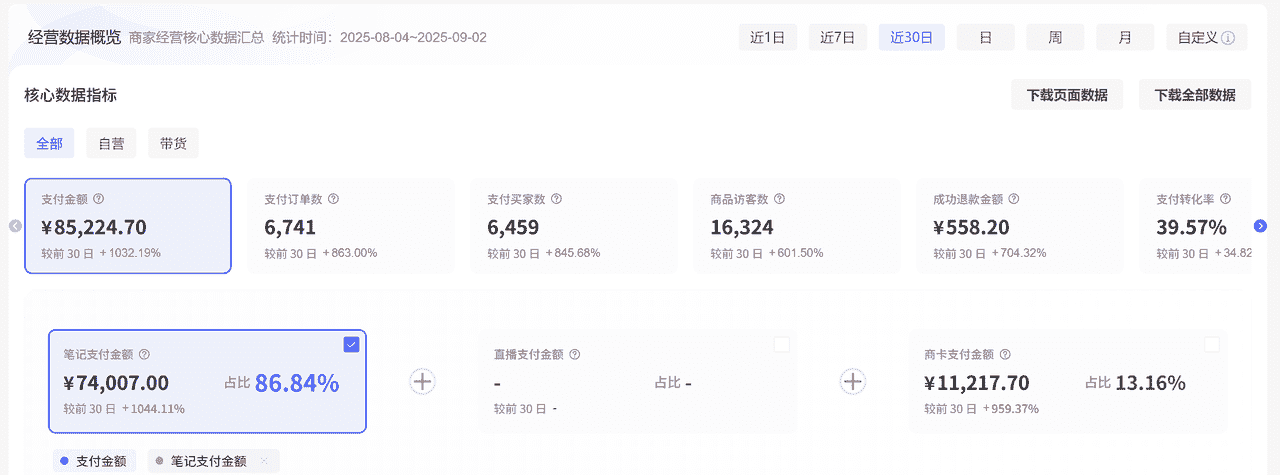 经营数据概览 商家经营核心数据汇总 统计时间：2025-08-04~2025-09-02 近1日 近7日 近30日 日 周 月 自定义
核心数据指标 下载页面数据 下载全部数据
全部 自营 带货
支付金额 支付订单数 支付买家数 商品访客数 成功退款金额 支付转化率
¥85,224.70 6,741 6,459 16,324 ¥558.20 39.57%
较前 30 日 +1032.19% 较前 30 日 +863.00% 较前 30 日 +845.68% 较前 30 日 +601.50% 较前 30 日 +704.32% 较前 30 日 +34.82
笔记支付金额 直播支付金额 商卡支付金额
¥74,007.00 占比 86.84% - 占比 - ¥11,217.70 占比 13.16%
较前 30 日 +1044.11% 较前 30 日 - 较前 30 日 +959.37%
支付金额 笔记支付金额